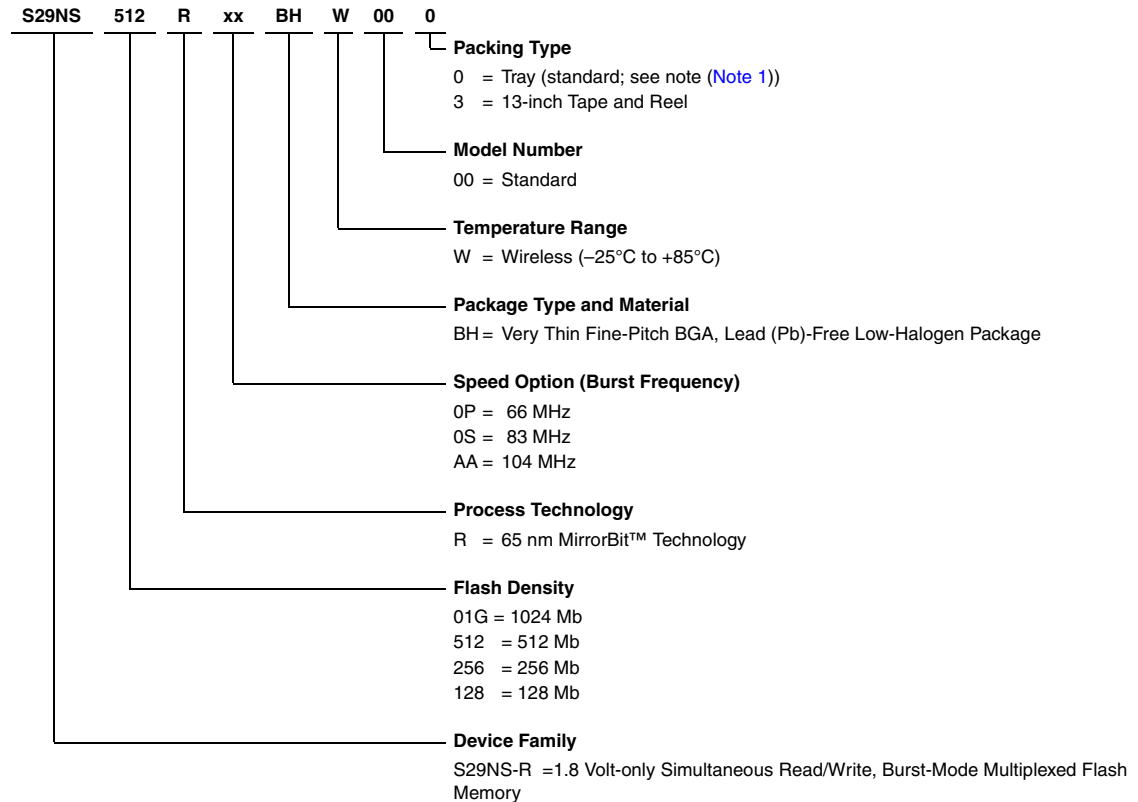 S29NS 512 R xx BH W 00 0
Packing Type
0 = Tray (standard; see note (Note 1))
3 = 13-inch Tape and Reel
Model Number
00 = Standard
Temperature Range
W = Wireless (–25°C to +85°C)
Package Type and Material
BH = Very Thin Fine-Pitch BGA, Lead (Pb)-Free Low-Halogen Package
Speed Option (Burst Frequency)
0P = 66 MHz
0S = 83 MHz
AA = 104 MHz
Process Technology
R = 65 nm MirrorBit™ Technology
Flash Density
01G = 1024 Mb
512 = 512 Mb
256 = 256 Mb
128 = 128 Mb
Device Family
S29NS-R =1.8 Volt-only Simultaneous Read/Write, Burst-Mode Multiplexed Flash
Memory